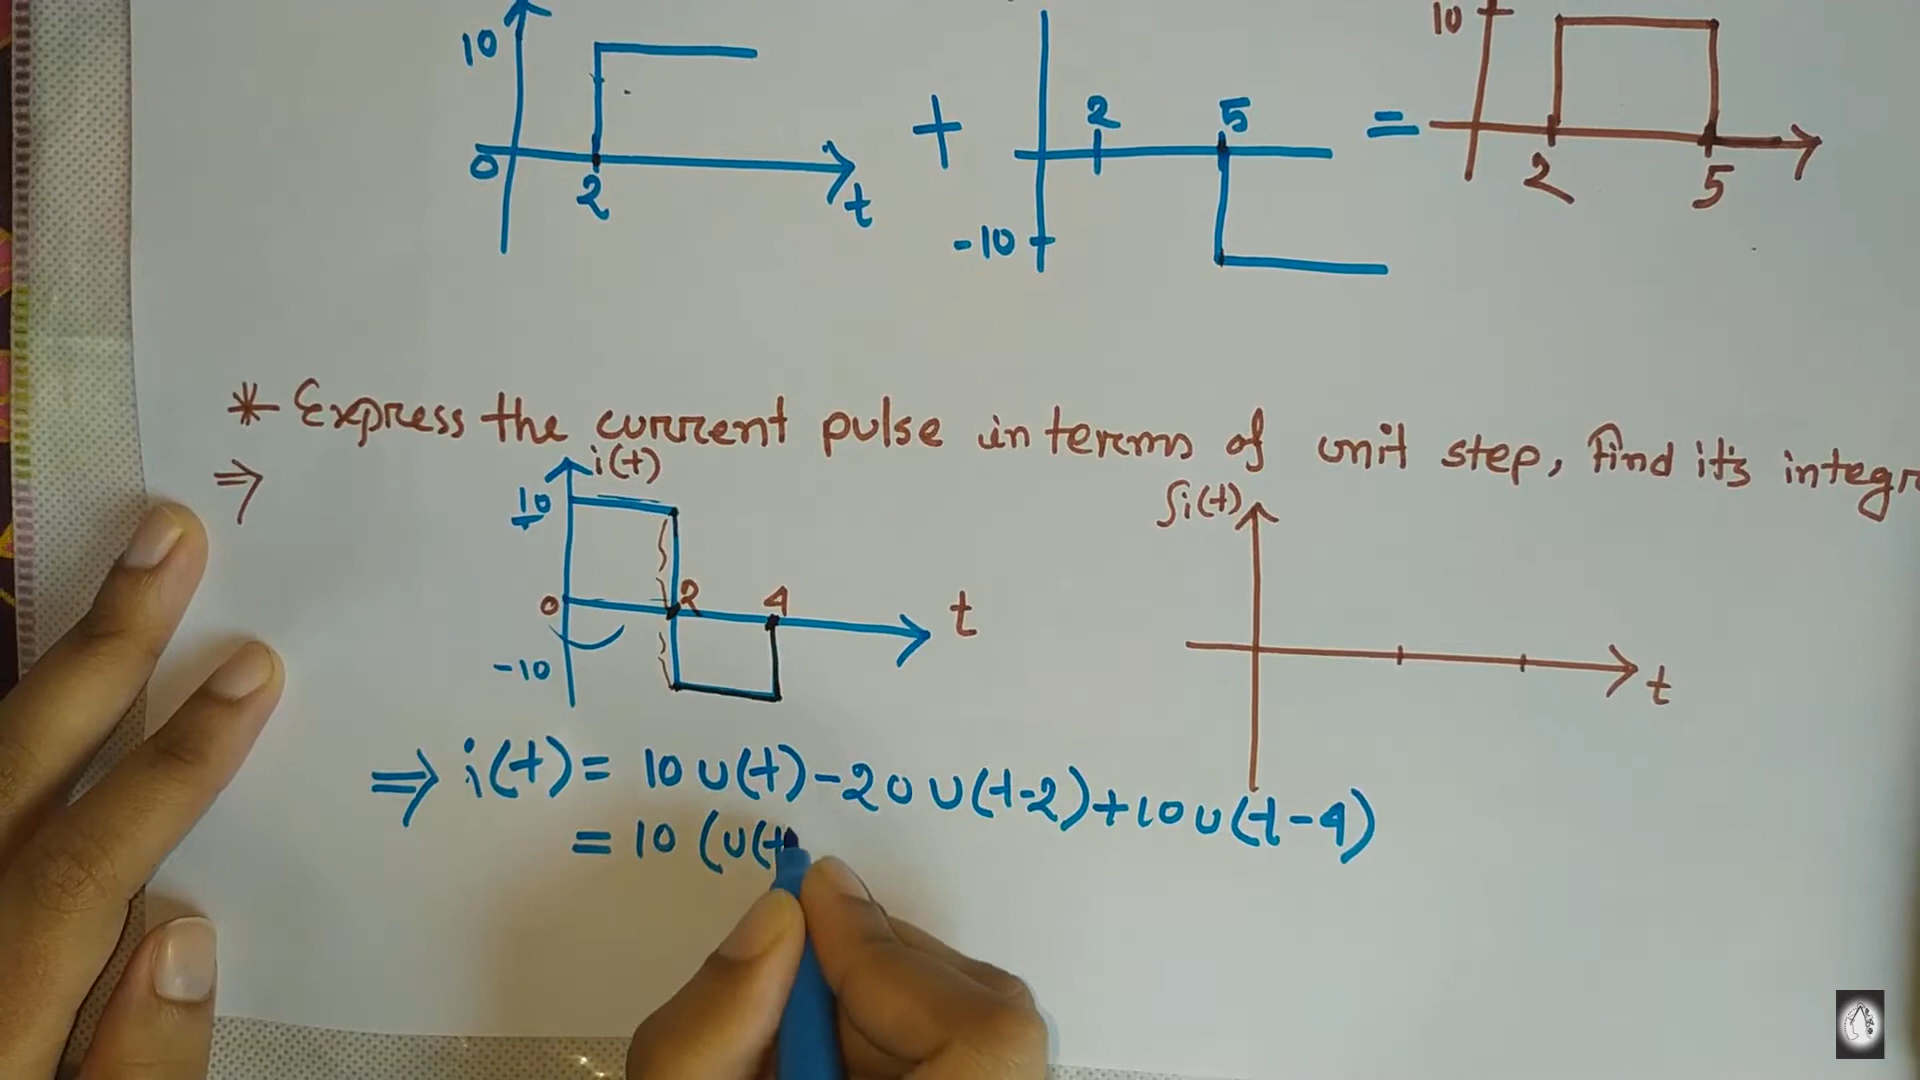 10
0
2
t
+
2
5
-10
=
10
2
5
* Express the current pulse in terms of unit step, find it's integr
⇒
i(t)
10
0
2
4
t
-10
∫i(t)
t
⇒ i(t) = 10 u(t) - 20 u(t-2) + 10 u(t-4)
= 10 (u(t